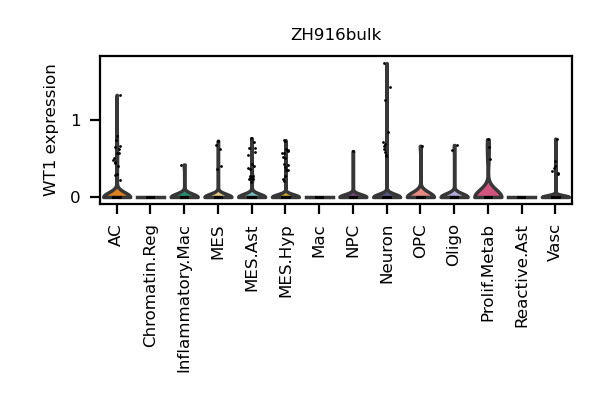 ZH916bulk
WT1 expression
1
0
AC
Chromatin.Reg
Inflammatory.Mac
MES
MES.Ast
MES.Hyp
Mac
NPC
Neuron
OPC
Oligo
Prolif.Metab
Reactive.Ast
Vasc